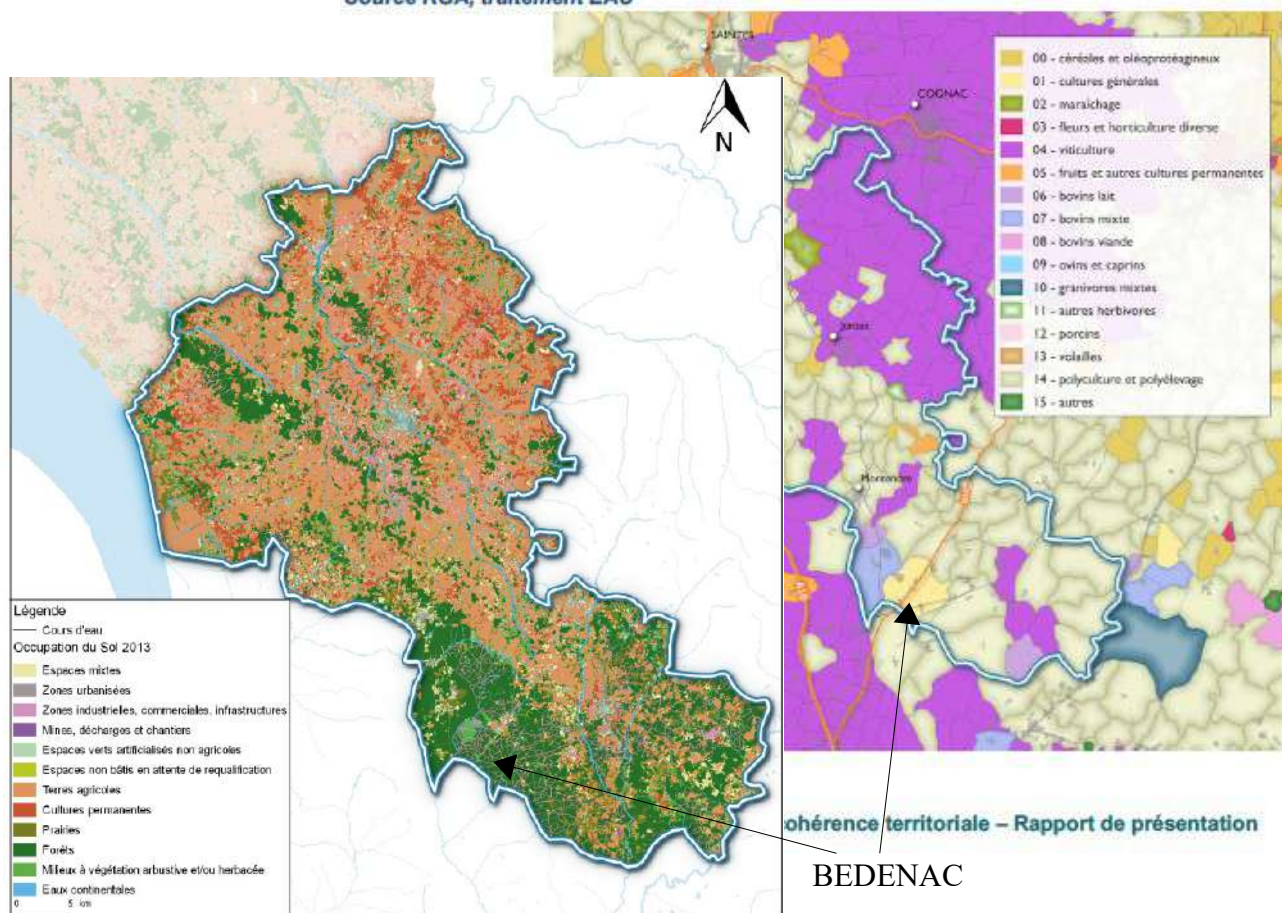 Source RGA, traitement EAU
SAINTES
COGNAC
Jonzac
Montendre
00 - céréales et oléoprotéagineux
01 - cultures générales
02 - maraîchage
03 - fleurs et horticulture diverse
04 - viticulture
05 - fruits et autres cultures permanentes
06 - bovins lait
07 - bovins mixte
08 - bovins viande
09 - ovins et caprins
10 - granivores mixtes
11 - autres herbivores
12 - porcins
13 - volailles
14 - polyculture et polyélevage
15 - autres
N
Légende
Cours d'eau
Occupation du Sol 2013
Espaces mixtes
Zones urbanisées
Zones industrielles, commerciales, infrastructures
Mines, décharges et chantiers
Espaces verts artificialisés non agricoles
Espaces non bâtis en attente de requalification
Terres agricoles
Cultures permanentes
Prairies
Forêts
Milieux à végétation arbustive et/ou herbacée
Eaux continentales
0 5 km
cohérence territoriale – Rapport de présentation
BEDENAC